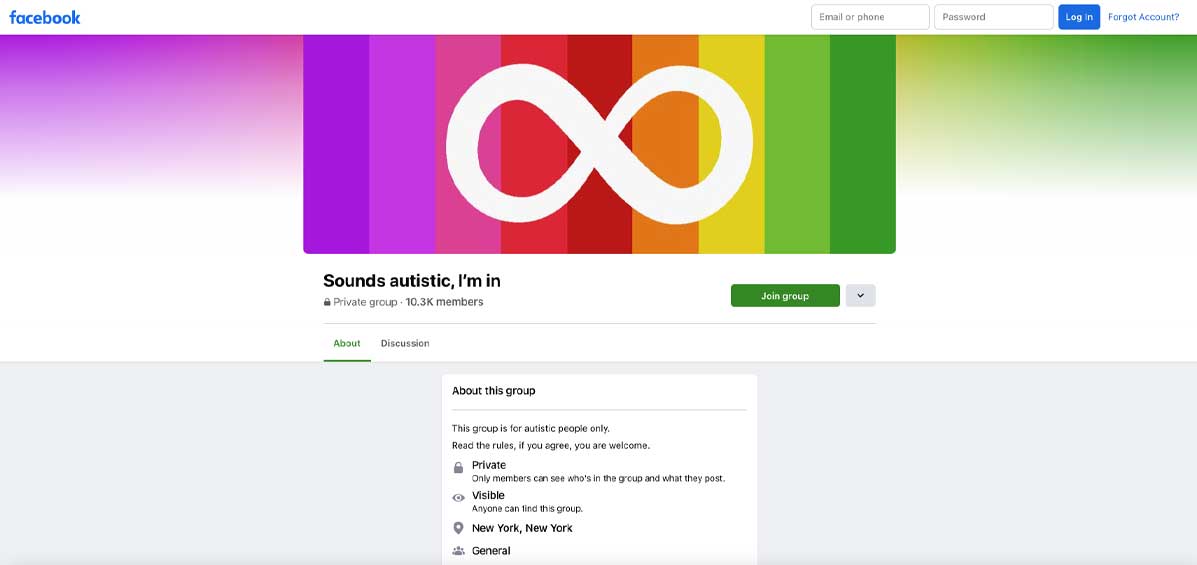 facebook
Email or phone
Password
Log In
Forgot Account?
Sounds autistic, I'm in
Private group · 10.3K members
Join group
About
Discussion
About this group
This group is for autistic people only.
Read the rules, if you agree, you are welcome.
Private
Only members can see who's in the group and what they post.
Visible
Anyone can find this group.
New York, New York
General